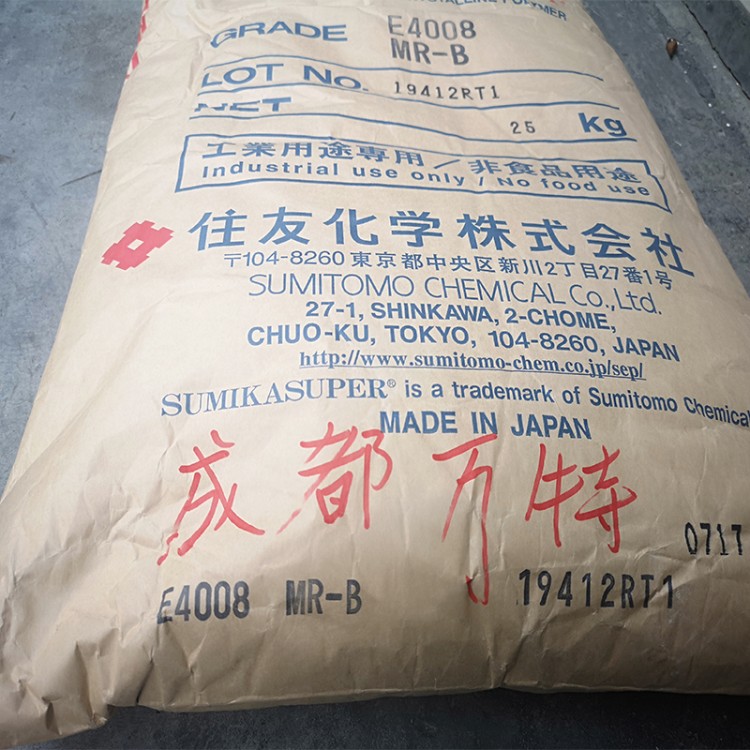 GRADE E4008
MR-B
LOT No. 19412RT1
NET 25 kg
工業用途専用／非食品用途
Industrial use only / No food use
住友化学株式会社
〒104-8260 東京都中央区新川2丁目27番1号
SUMITOMO CHEMICAL Co., Ltd.
27-1, SHINKAWA, 2-CHOME,
CHUO-KU, TOKYO, 104-8260, JAPAN
http://www.sumitomo-chem.co.jp/sep/
SUMIKASUPER® is a trademark of Sumitomo Chemical
MADE IN JAPAN
成都万特
0717
E4008 MR-B 19412RT1